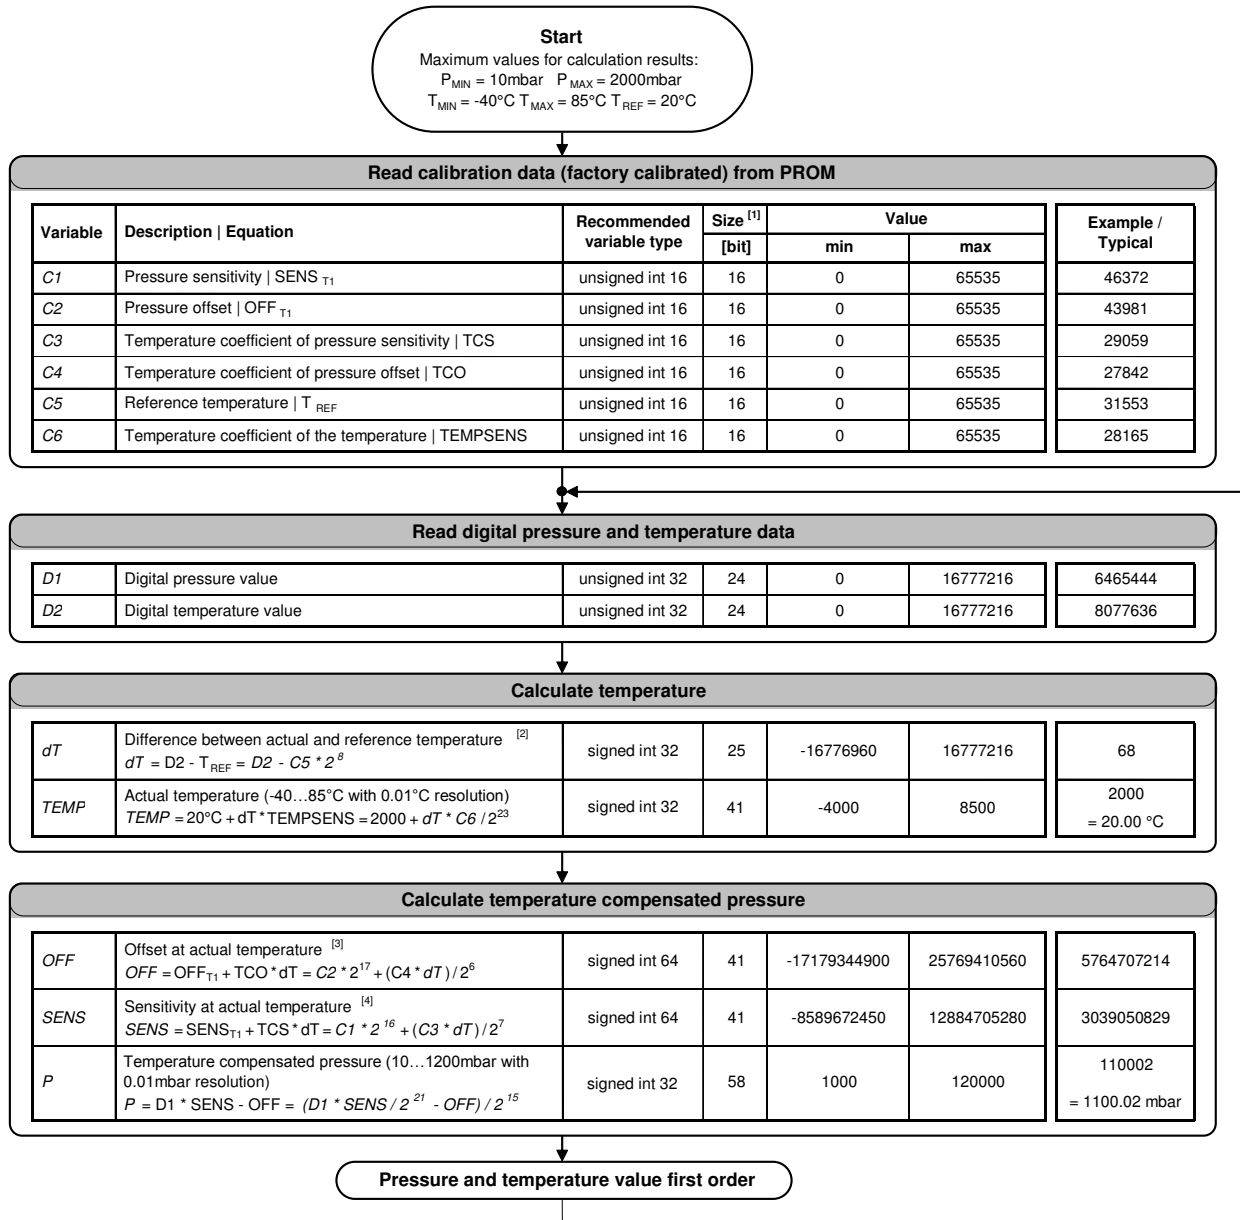 Start
Maximum values for calculation results:
PMIN = 10mbar PMAX = 2000mbar
TMIN = -40°C TMAX = 85°C TREF = 20°C
Read calibration data (factory calibrated) from PROM
Variable Description | Equation Recommended variable type Size [1] [bit] Value min max Example / Typical
C1 Pressure sensitivity | SENS T1 unsigned int 16 16 0 65535 46372
C2 Pressure offset | OFF T1 unsigned int 16 16 0 65535 43981
C3 Temperature coefficient of pressure sensitivity | TCS unsigned int 16 16 0 65535 29059
C4 Temperature coefficient of pressure offset | TCO unsigned int 16 16 0 65535 27842
C5 Reference temperature | T REF unsigned int 16 16 0 65535 31553
C6 Temperature coefficient of the temperature | TEMPSENS unsigned int 16 16 0 65535 28165
Read digital pressure and temperature data
D1 Digital pressure value unsigned int 32 24 0 16777216 6465444
D2 Digital temperature value unsigned int 32 24 0 16777216 8077636
Calculate temperature
Difference between actual and reference temperature [2]
dT dT = D2 - TREF = D2 - C5 * 2^8 signed int 32 25 -16776960 16777216 68
Actual temperature (-40…85°C with 0.01°C resolution)
TEMP TEMP = 20°C + dT * TEMPSENS = 2000 + dT * C6 / 2^23 signed int 32 41 -4000 8500 2000
= 20.00 °C
Calculate temperature compensated pressure
Offset at actual temperature [3]
OFF OFF = OFFT1 + TCO * dT = C2 * 2^17 + (C4 * dT) / 2^6 signed int 64 41 -17179344900 25769410560 5764707214
Sensitivity at actual temperature [4]
SENS SENS = SENST1 + TCS * dT = C1 * 2^16 + (C3 * dT) / 2^7 signed int 64 41 -8589672450 12884705280 3039050829
Temperature compensated pressure (10…1200mbar with
0.01mbar resolution)
P P = D1 * SENS - OFF = (D1 * SENS / 2^21 - OFF) / 2^15 signed int 32 58 1000 120000 110002
= 1100.02 mbar
Pressure and temperature value first order